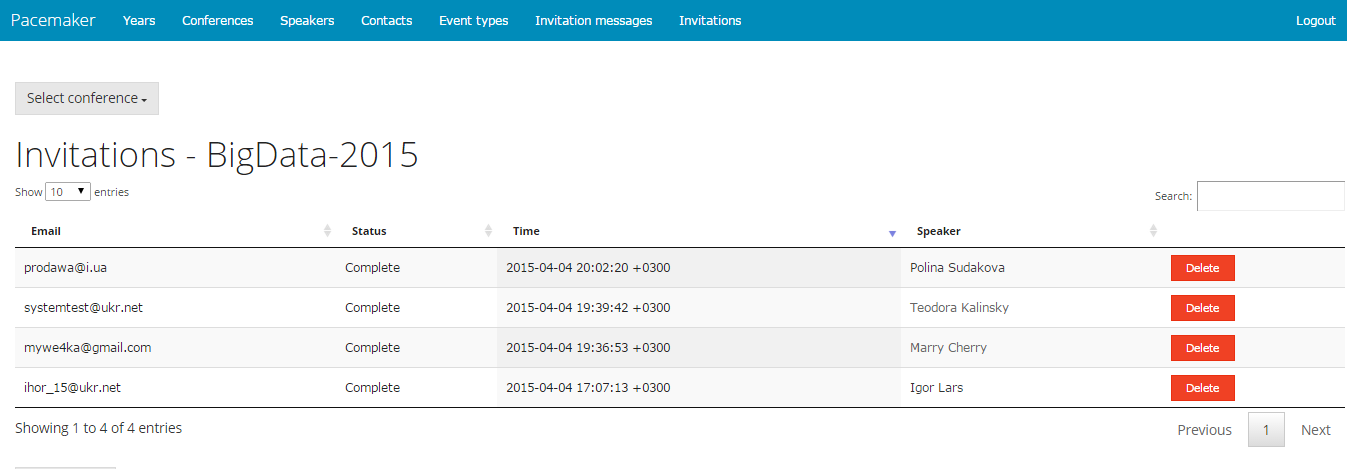 Pacemaker Years Conferences Speakers Contacts Event types Invitation messages Invitations Logout
Select conference
Invitations - BigData-2015
Show 10 entries Search:
Email Status Time Speaker
prodawa@i.ua Complete 2015-04-04 20:02:20 +0300 Polina Sudakova Delete
systemtest@ukr.net Complete 2015-04-04 19:39:42 +0300 Teodora Kalinsky Delete
mywe4ka@gmail.com Complete 2015-04-04 19:36:53 +0300 Marry Cherry Delete
ihor_15@ukr.net Complete 2015-04-04 17:07:13 +0300 Igor Lars Delete
Showing 1 to 4 of 4 entries Previous 1 Next